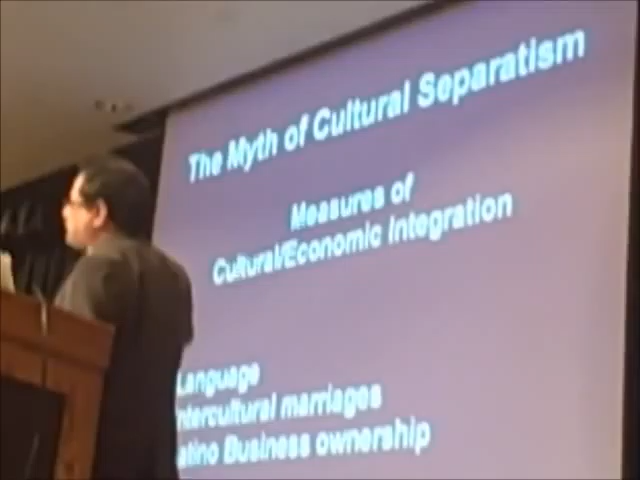 The Myth of Cultural Separatism
Measures of
Cultural/Economic Integration
Language
ntercultural marriages
atino Business ownership